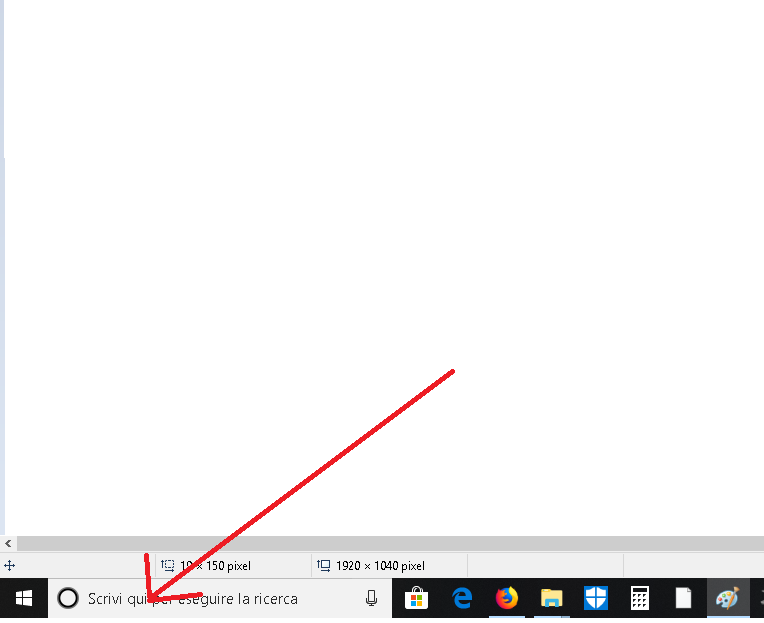 × 150 pixel
1920 × 1040 pixel
Scrivi qui per eseguire la ricerca